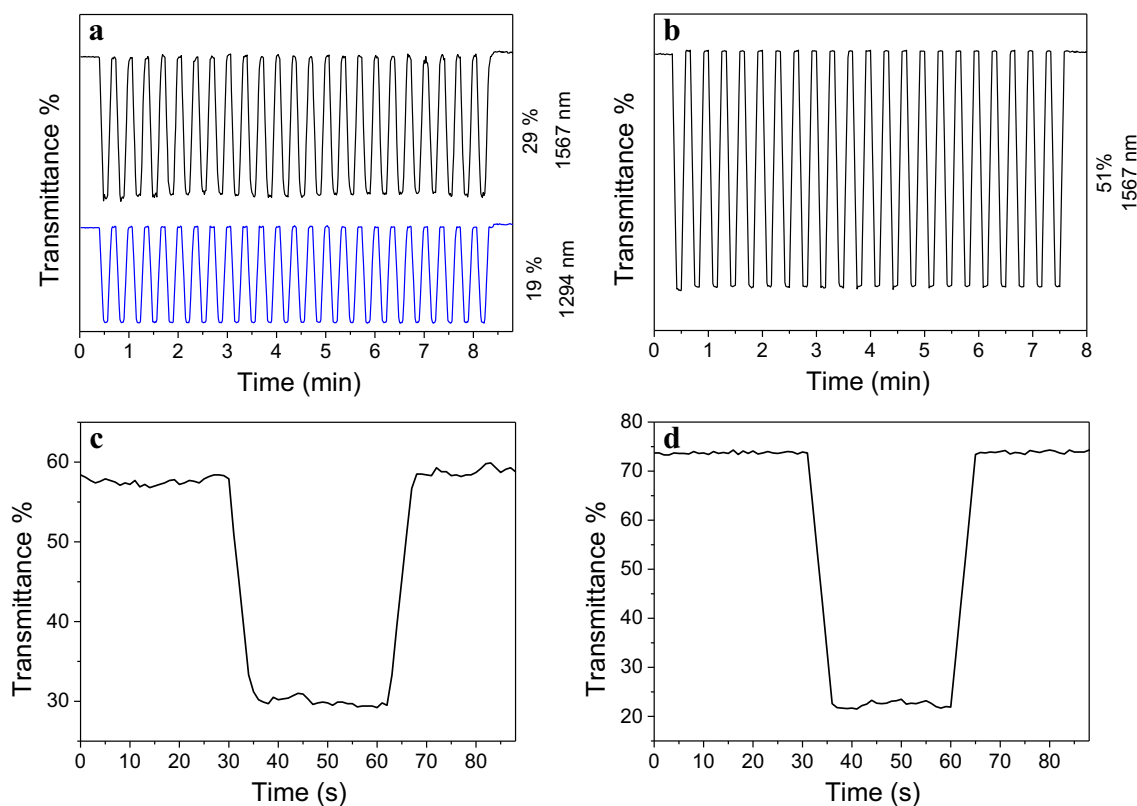 a
Transmittance %
29 %
1567 nm
19 %
1294 nm
0 1 2 3 4 5 6 7 8
Time (min)
b
Transmittance %
51%
1567 nm
0 1 2 3 4 5 6 7 8
Time (min)
c
Transmittance %
60
50
40
30
0 10 20 30 40 50 60 70 80
Time (s)
d
Transmittance %
80
70
60
50
40
30
20
0 10 20 30 40 50 60 70 80
Time (s)